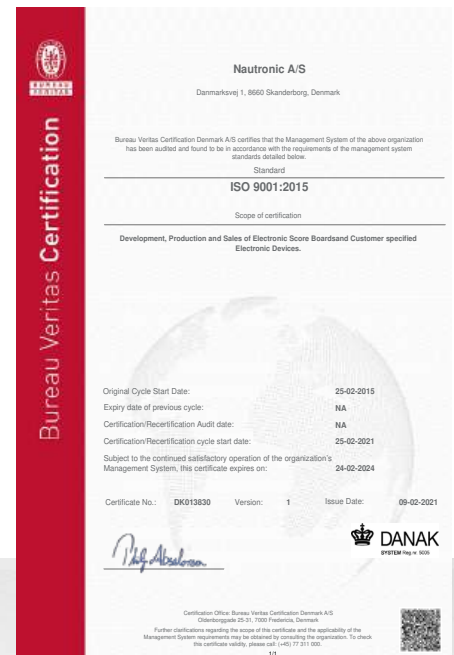 BUREAU
VERITAS
Bureau Veritas Certification
Nautronic A/S
Danmarksvej 1, 8660 Skanderborg, Denmark
Bureau Veritas Certification Denmark A/S certifies that the Management System of the above organization
has been audited and found to be in accordance with the requirements of the management system
standards detailed below.
Standard
ISO 9001:2015
Scope of certification
Development, Production and Sales of Electronic Score Boardsand Customer specified
Electronic Devices.
Original Cycle Start Date: 25-02-2015
Expiry date of previous cycle: NA
Certification/Recertification Audit date: NA
Certification/Recertification cycle start date: 25-02-2021
Subject to the continued satisfactory operation of the organization's
Management System, this certificate expires on: 24-02-2024
Certificate No.: DK013830 Version: 1 Issue Date: 09-02-2021
DANAK
SYSTEM Reg.nr. 5005
Certification Office: Bureau Veritas Certification Denmark A/S
Oldenborggade 25-31, 7000 Fredericia, Denmark
Further clarifications regarding the scope of this certificate and the applicability of the
Management System requirements may be obtained by consulting the organization. To check
this certificate validity, please call: (+45) 77 311 000.
1/1